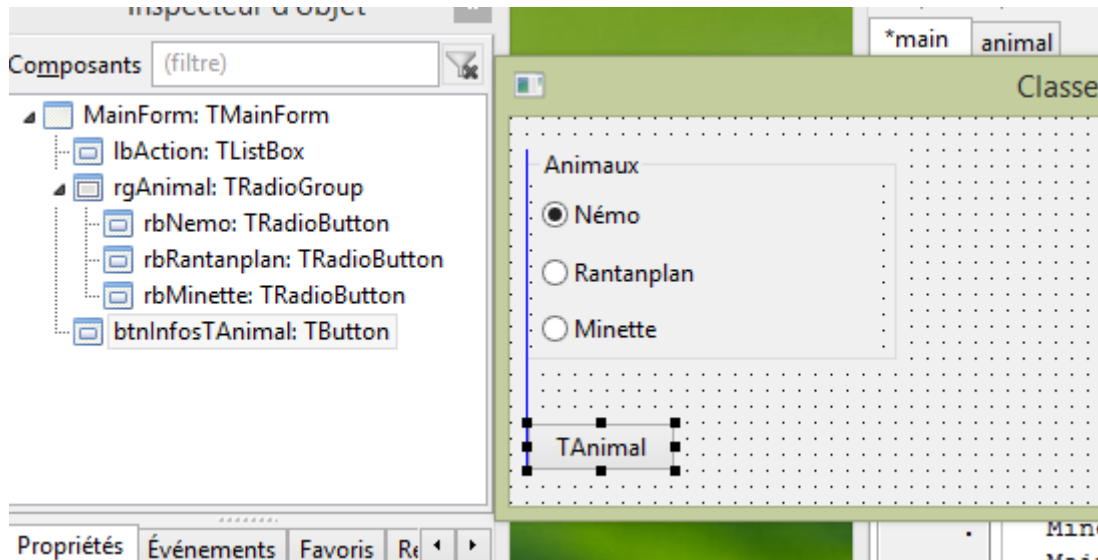 Inspecteur d'objet
Composants (filtre)
MainForm: TMainForm
lbAction: TListBox
rgAnimal: TRadioGroup
rbNemo: TRadioButton
rbRantanplan: TRadioButton
rbMinette: TRadioButton
btnInfosTAnimal: TButton
Propriétés Événements Favoris Re
*main animal
Classe
Animaux
Némo
Rantanplan
Minette
TAnimal